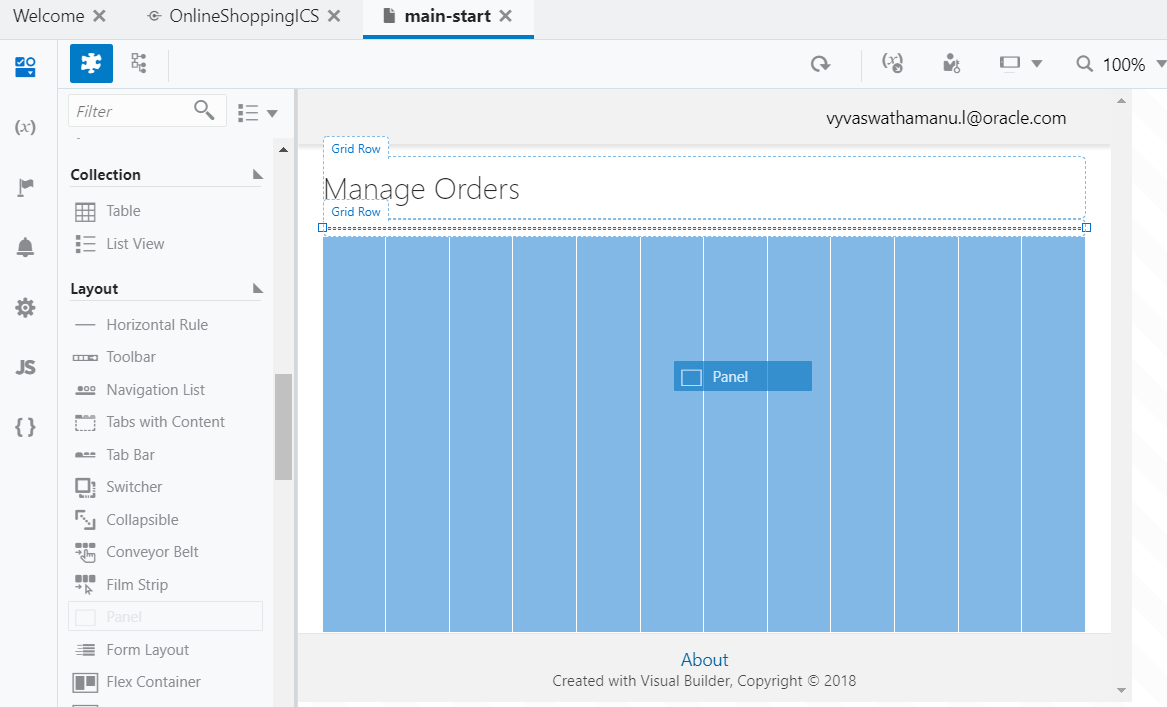 Welcome
OnlineShoppingICS
main-start
(x)
JS
{ }
Filter
Collection
Table
List View
Layout
Horizontal Rule
Toolbar
Navigation List
Tabs with Content
Tab Bar
Switcher
Collapsible
Conveyor Belt
Film Strip
Panel
Form Layout
Flex Container
(x)
100%
vyvaswathamanu.l@oracle.com
Grid Row
Manage Orders
Grid Row
Panel
About
Created with Visual Builder, Copyright © 2018